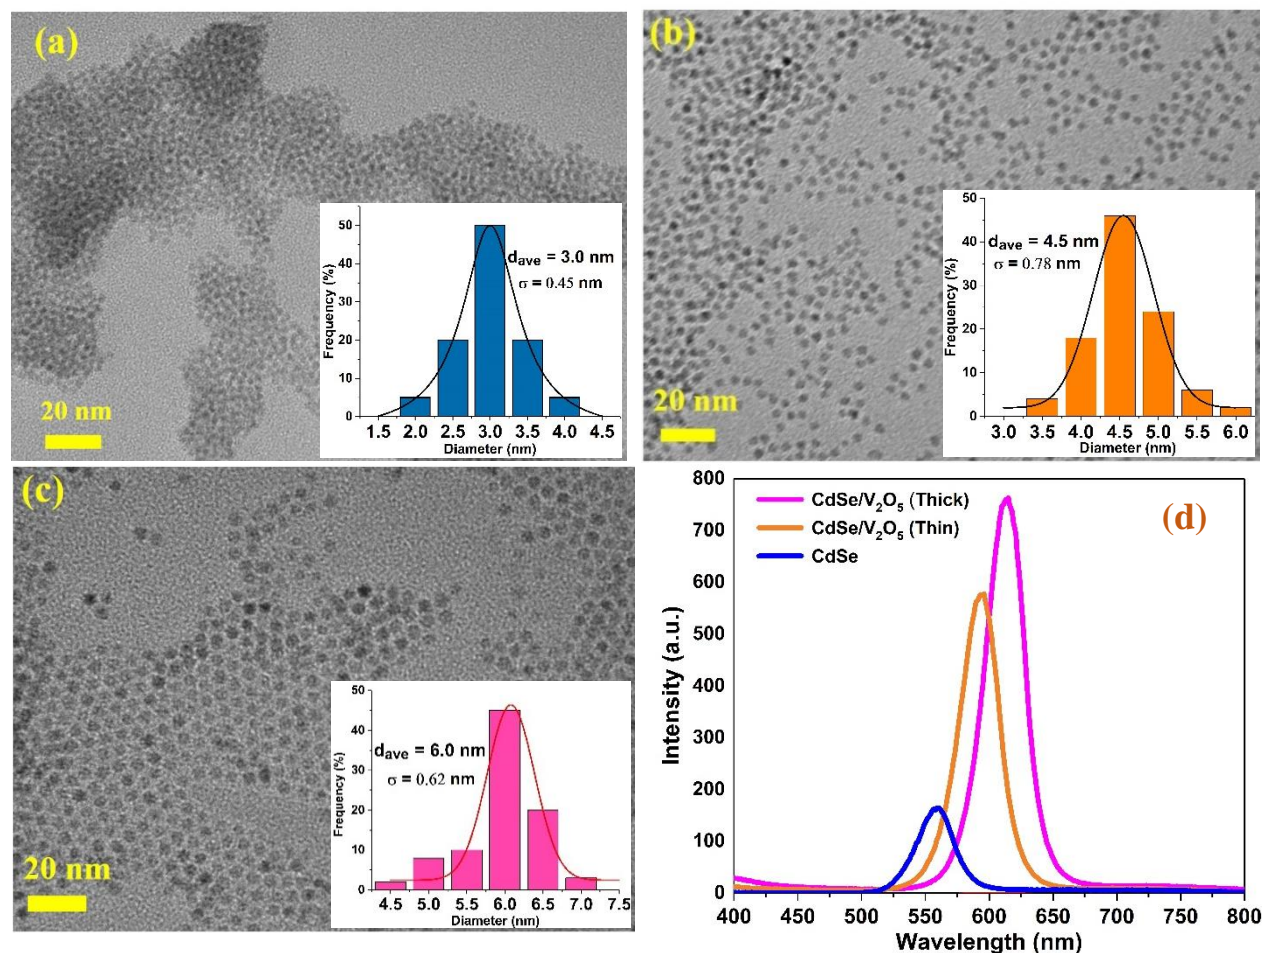 (a)
20 nm
50
40
30
20
10
0
Frequency (%)
dave = 3.0 nm
σ = 0.45 nm
1.5 2.0 2.5 3.0 3.5 4.0 4.5
Diameter (nm)
(b)
20 nm
50
40
30
20
10
0
Frequency (%)
dave = 4.5 nm
σ = 0.78 nm
3.0 3.5 4.0 4.5 5.0 5.5 6.0
Diameter (nm)
(c)
20 nm
50
40
30
20
10
0
Frequency (%)
dave = 6.0 nm
σ = 0.62 nm
4.5 5.0 5.5 6.0 6.5 7.0 7.5
Diameter (nm)
(d)
CdSe/V₂O₅ (Thick)
CdSe/V₂O₅ (Thin)
CdSe
800
700
600
500
400
300
200
100
0
Intensity (a.u.)
400 450 500 550 600 650 700 750 800
Wavelength (nm)